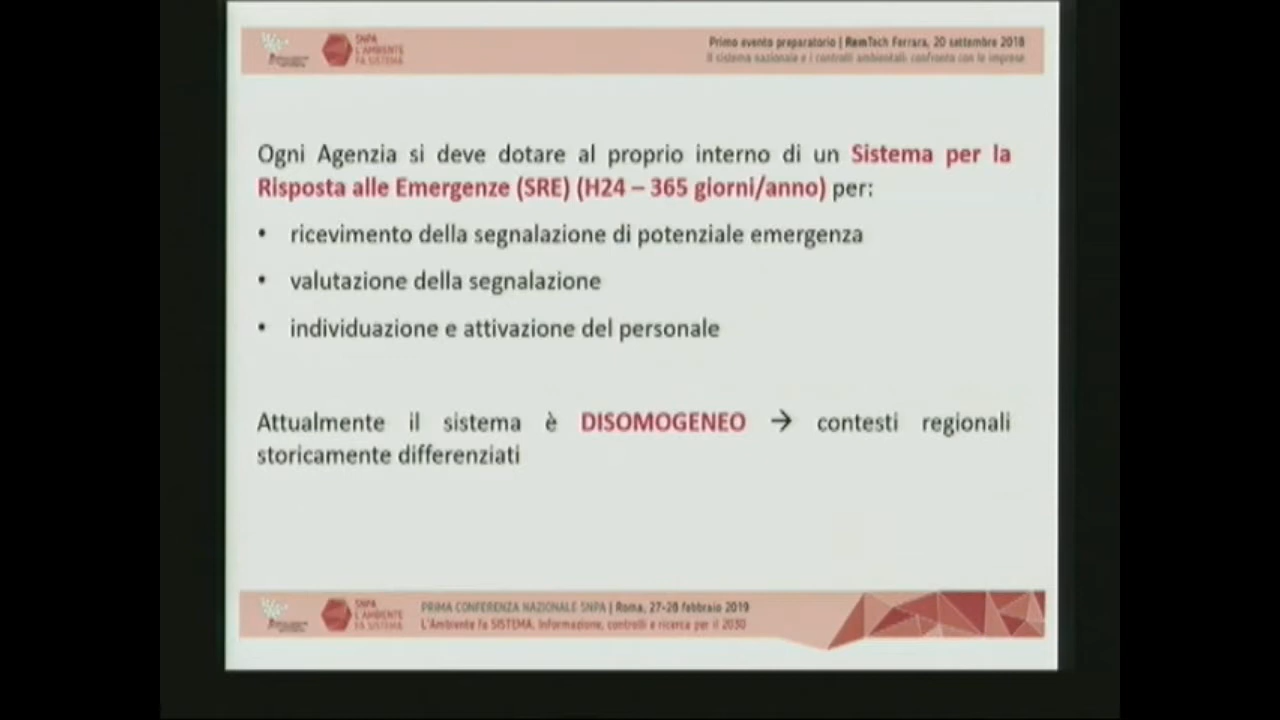 SNPA
L'AMBIENTE
FA SISTEMA
Primo evento preparatorio | RemTech Ferrara, 20 settembre 2018
Il sistema nazionale e i controlli ambientali: confronto con le imprese
Ogni Agenzia si deve dotare al proprio interno di un Sistema per la
Risposta alle Emergenze (SRE) (H24 – 365 giorni/anno) per:
• ricevimento della segnalazione di potenziale emergenza
• valutazione della segnalazione
• individuazione e attivazione del personale
Attualmente il sistema è DISOMOGENEO → contesti regionali
storicamente differenziati
SNPA
L'AMBIENTE
FA SISTEMA
PRIMA CONFERENZA NAZIONALE SNPA | Roma, 27-28 febbraio 2019
L'Ambiente fa SISTEMA. Informazione, controlli e ricerca per il 2030